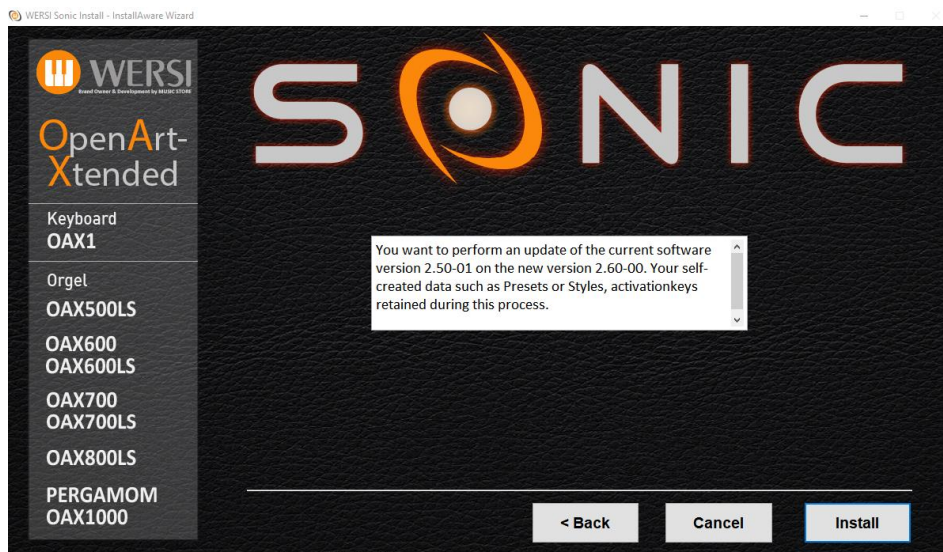 WERSI Sonic Install - InstallAware Wizard
WERSI
Brand Owner & Development by MUSIC STORE
OpenArt-
Xtended
Keyboard
OAX1
Orgel
OAX500LS
OAX600
OAX600LS
OAX700
OAX700LS
OAX800LS
PERGAMOM
OAX1000
SONIC
You want to perform an update of the current software
version 2.50-01 on the new version 2.60-00. Your self-
created data such as Presets or Styles, activationkeys
retained during this process.
< Back
Cancel
Install